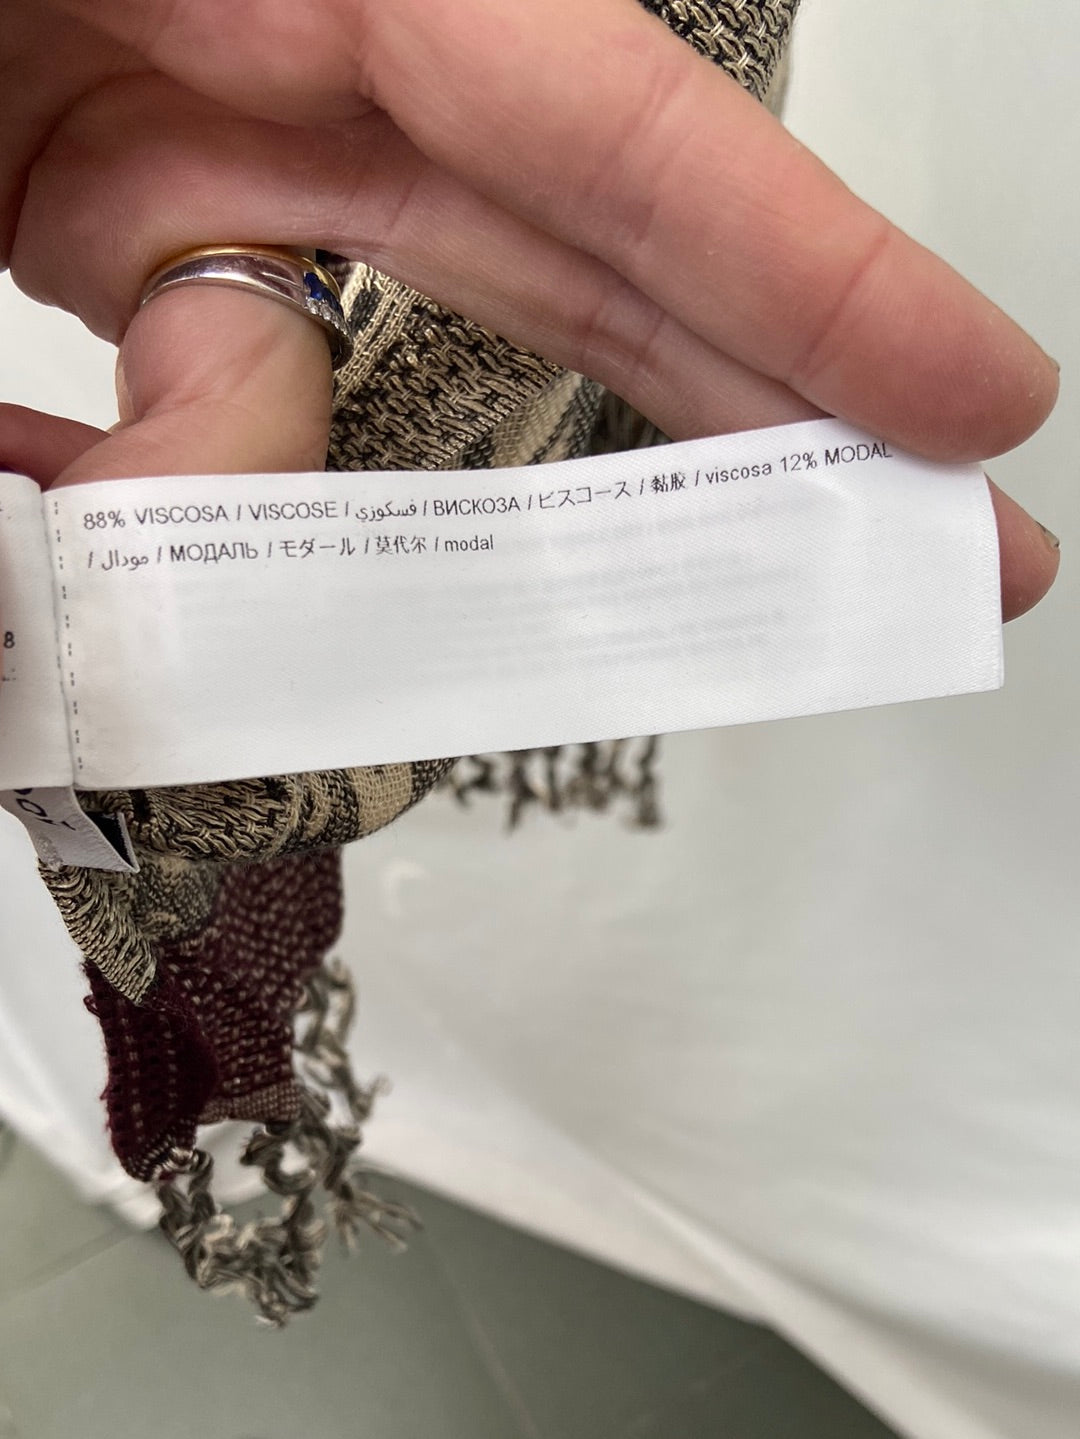 88% VISCOSA / VISCOSE / فسكوزي / ВИСКОЗА / ビスコース / 黏胶 / viscosa 12% MODAL
/ مودال / МОДАЛЬ / モダール / 莫代尔 / modal
8